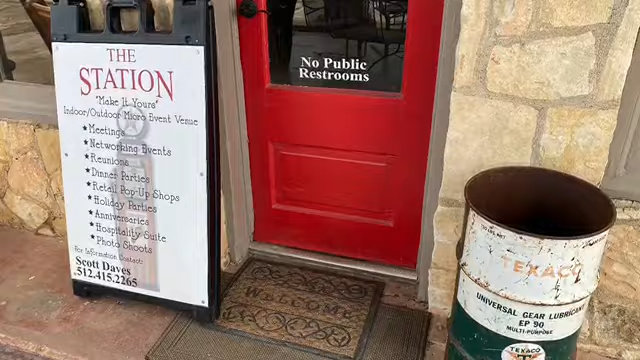 THE
STATION
"Make It Yours"
Indoor/Outdoor Micro Event Venue
★Meetings
★Networking Events
★Reunions
★Dinner Parties
★Retail Pop-Up Shops
★Holiday Parties
★Anniversaries
★Hospitality Suite
★Photo Shoots
For Information Contact:
Scott Daves
512.415.2265
No Public
Restrooms
TEXACO
UNIVERSAL GEAR LUBRICANT
EP 90
MULTI-PURPOSE
TEXACO